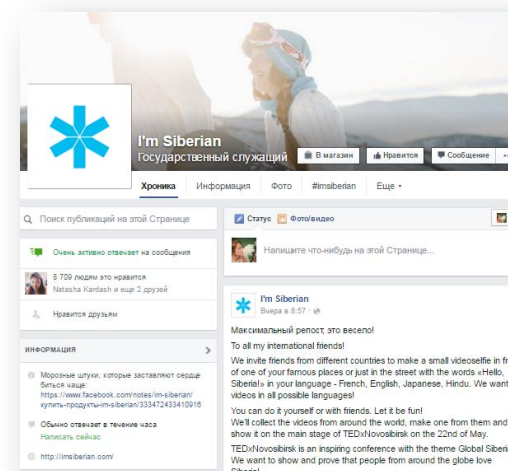 I'm Siberian
Государственный служащий
В магазин
Нравится
Сообщение
Хроника
Информация
Фото
#imsiberian
Еще
Поиск публикаций на этой Странице
Очень активно отвечает на сообщения
8 709 людям это нравится
Natasha Kardash и еще 2 друзей
Нравится друзьям
ИНФОРМАЦИЯ
Морозные штуки, которые заставляют сердце
биться чаще:
https://www.facebook.com/notes/im-siberian/
купить-продукты-im-siberian/333472433410916
Обычно отвечает в течение часа
Написать сейчас
http://imsiberian.com/
Статус
Фото/видео
Напишите что-нибудь на этой Странице...
I'm Siberian
Вчера в 8:57
Максимальный репост, это весело!
To all my international friends!
We invite friends from different countries to make a small videoselfie in fr
of one of your famous places or just in the street with the words «Hello,
Siberia!» in your language - French, English, Japanese, Hindu. We want
videos in all possible languages!
You can do it yourself or with friends. Let it be fun!
We'll collect the videos from around the world, make one from them and
show it on the main stage of TEDxNovosibirsk on the 22nd of May.
TEDxNovosibirsk is an inspiring conference with the theme Global Siberia
We want to show and prove that people from around the globe love